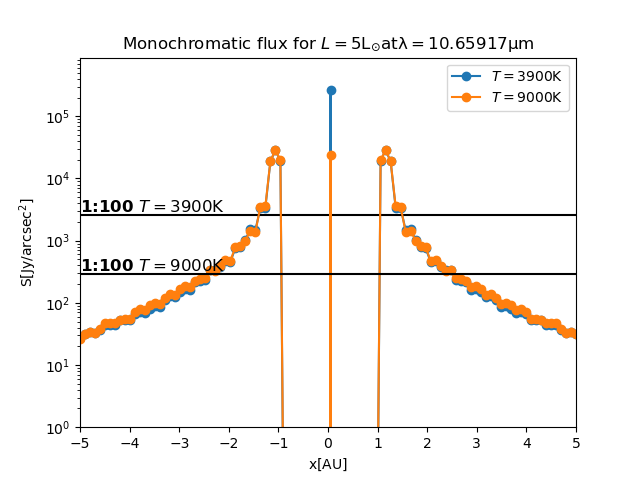 Monochromatic flux for L = 5L⊙atλ = 10.65917μm
T = 3900K
T = 9000K
S[Jy/arcsec²]
10⁵
10⁴
1:100 T = 3900K
10³
1:100 T = 9000K
10²
10¹
10⁰
−5 −4 −3 −2 −1 0 1 2 3 4 5
x[AU]